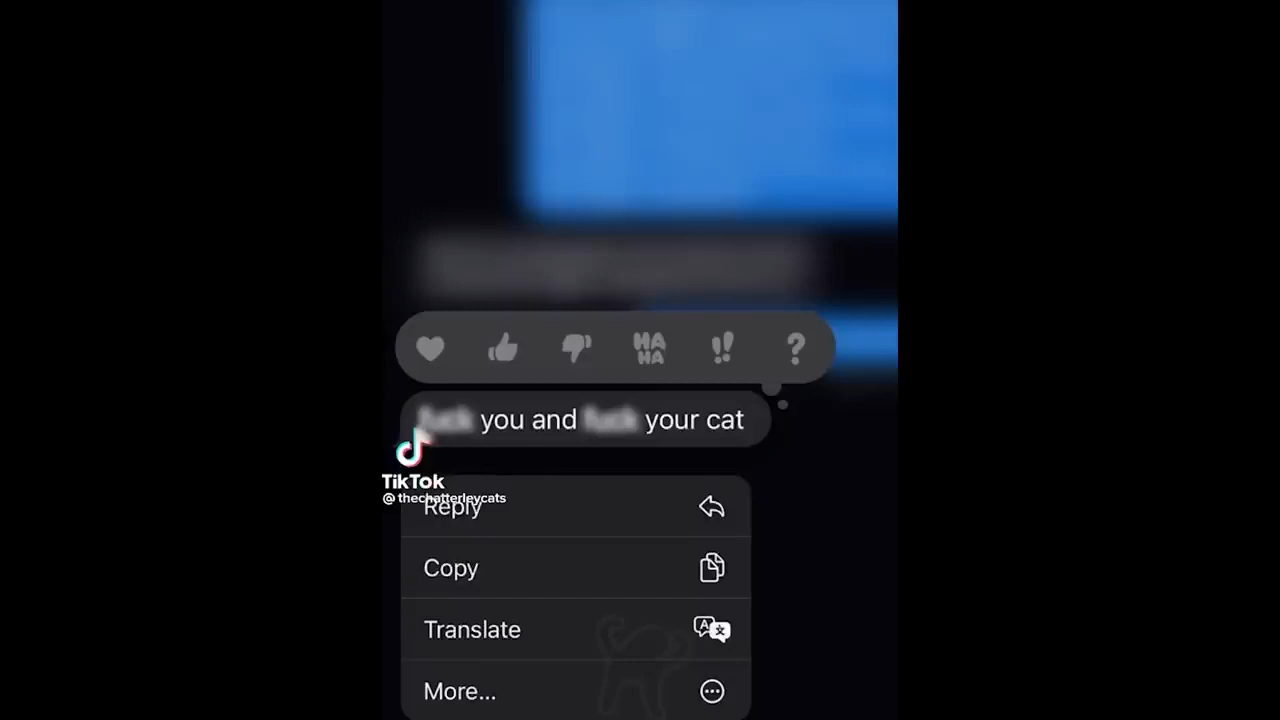 HA
HA
you and your cat
TikTok
@thechatterleycats
Reply
Copy
Translate
More...